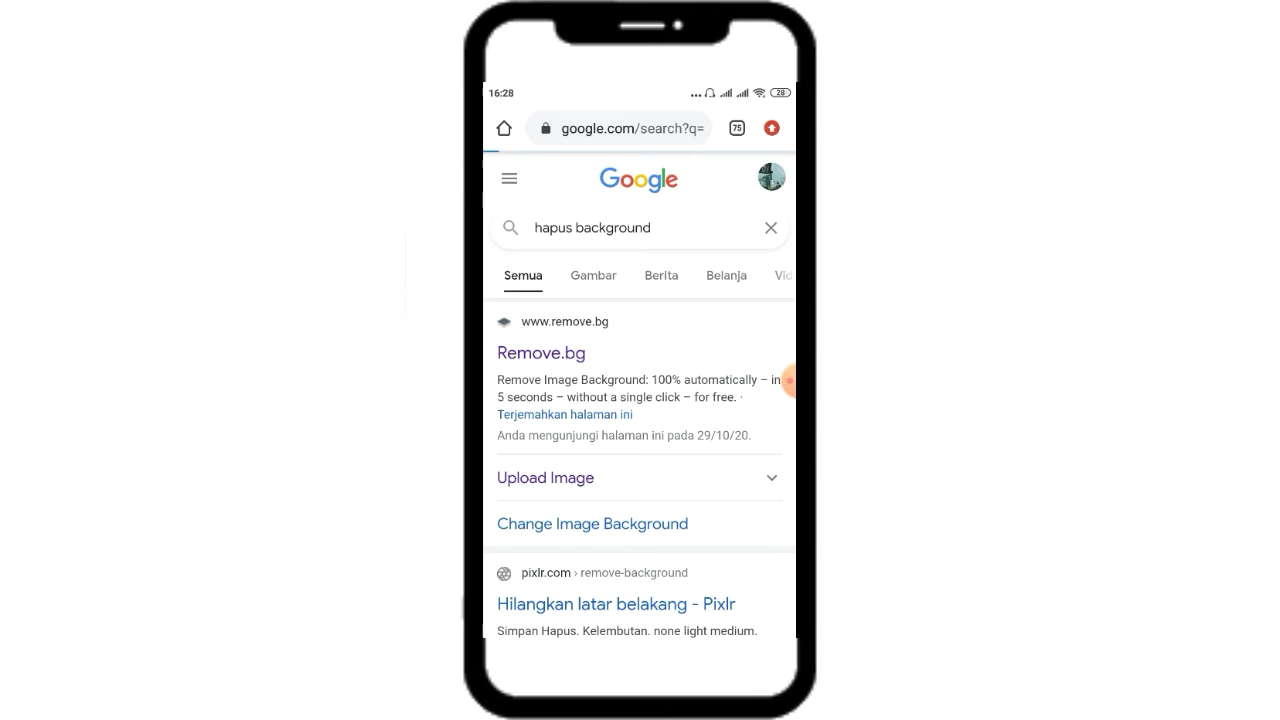 16:28
28
google.com/search?q=
75
Google
hapus background
Semua Gambar Berita Belanja Vid
www.remove.bg
Remove.bg
Remove Image Background: 100% automatically – in
5 seconds – without a single click – for free. ·
Terjemahkan halaman ini
Anda mengunjungi halaman ini pada 29/10/20.
Upload Image
Change Image Background
pixlr.com › remove-background
Hilangkan latar belakang - Pixlr
Simpan Hapus. Kelembutan. none light medium.